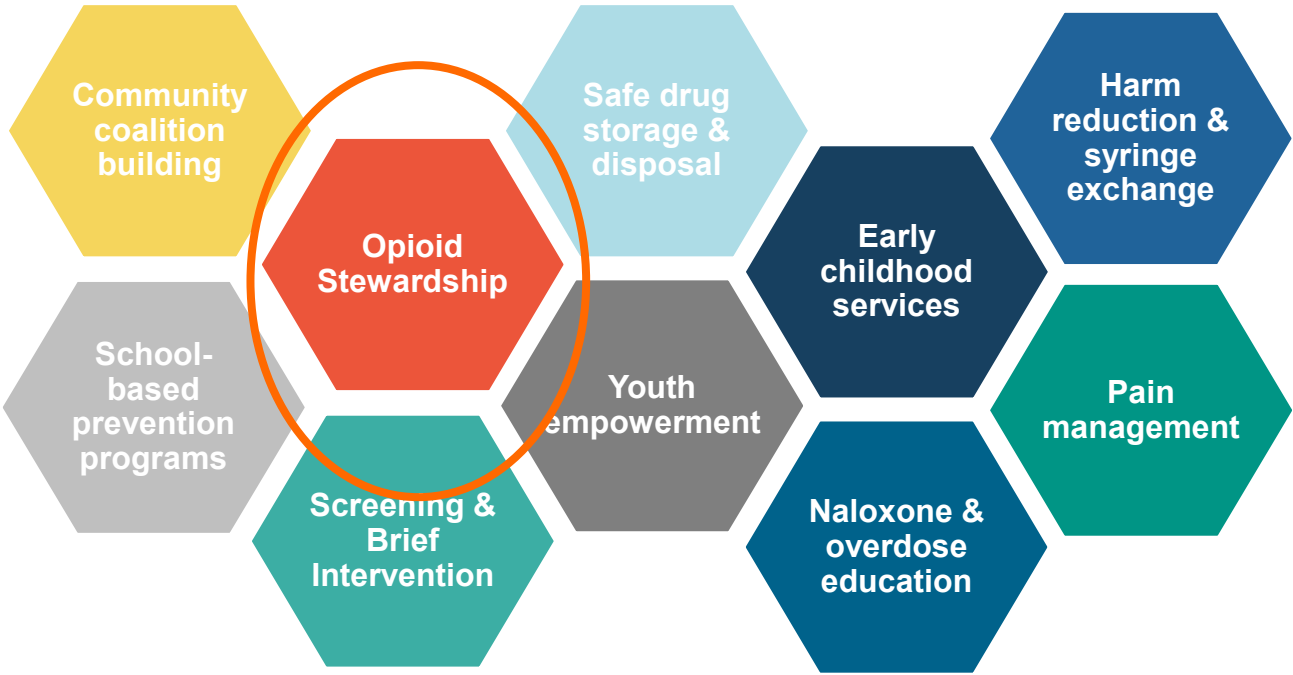 Community
coalition
building
Opioid
Stewardship
Safe drug
storage &
disposal
Early
childhood
services
Harm
reduction &
syringe
exchange
School-
based
prevention
programs
Screening &
Brief
Intervention
Youth
empowerment
Naloxone &
overdose
education
Pain
management